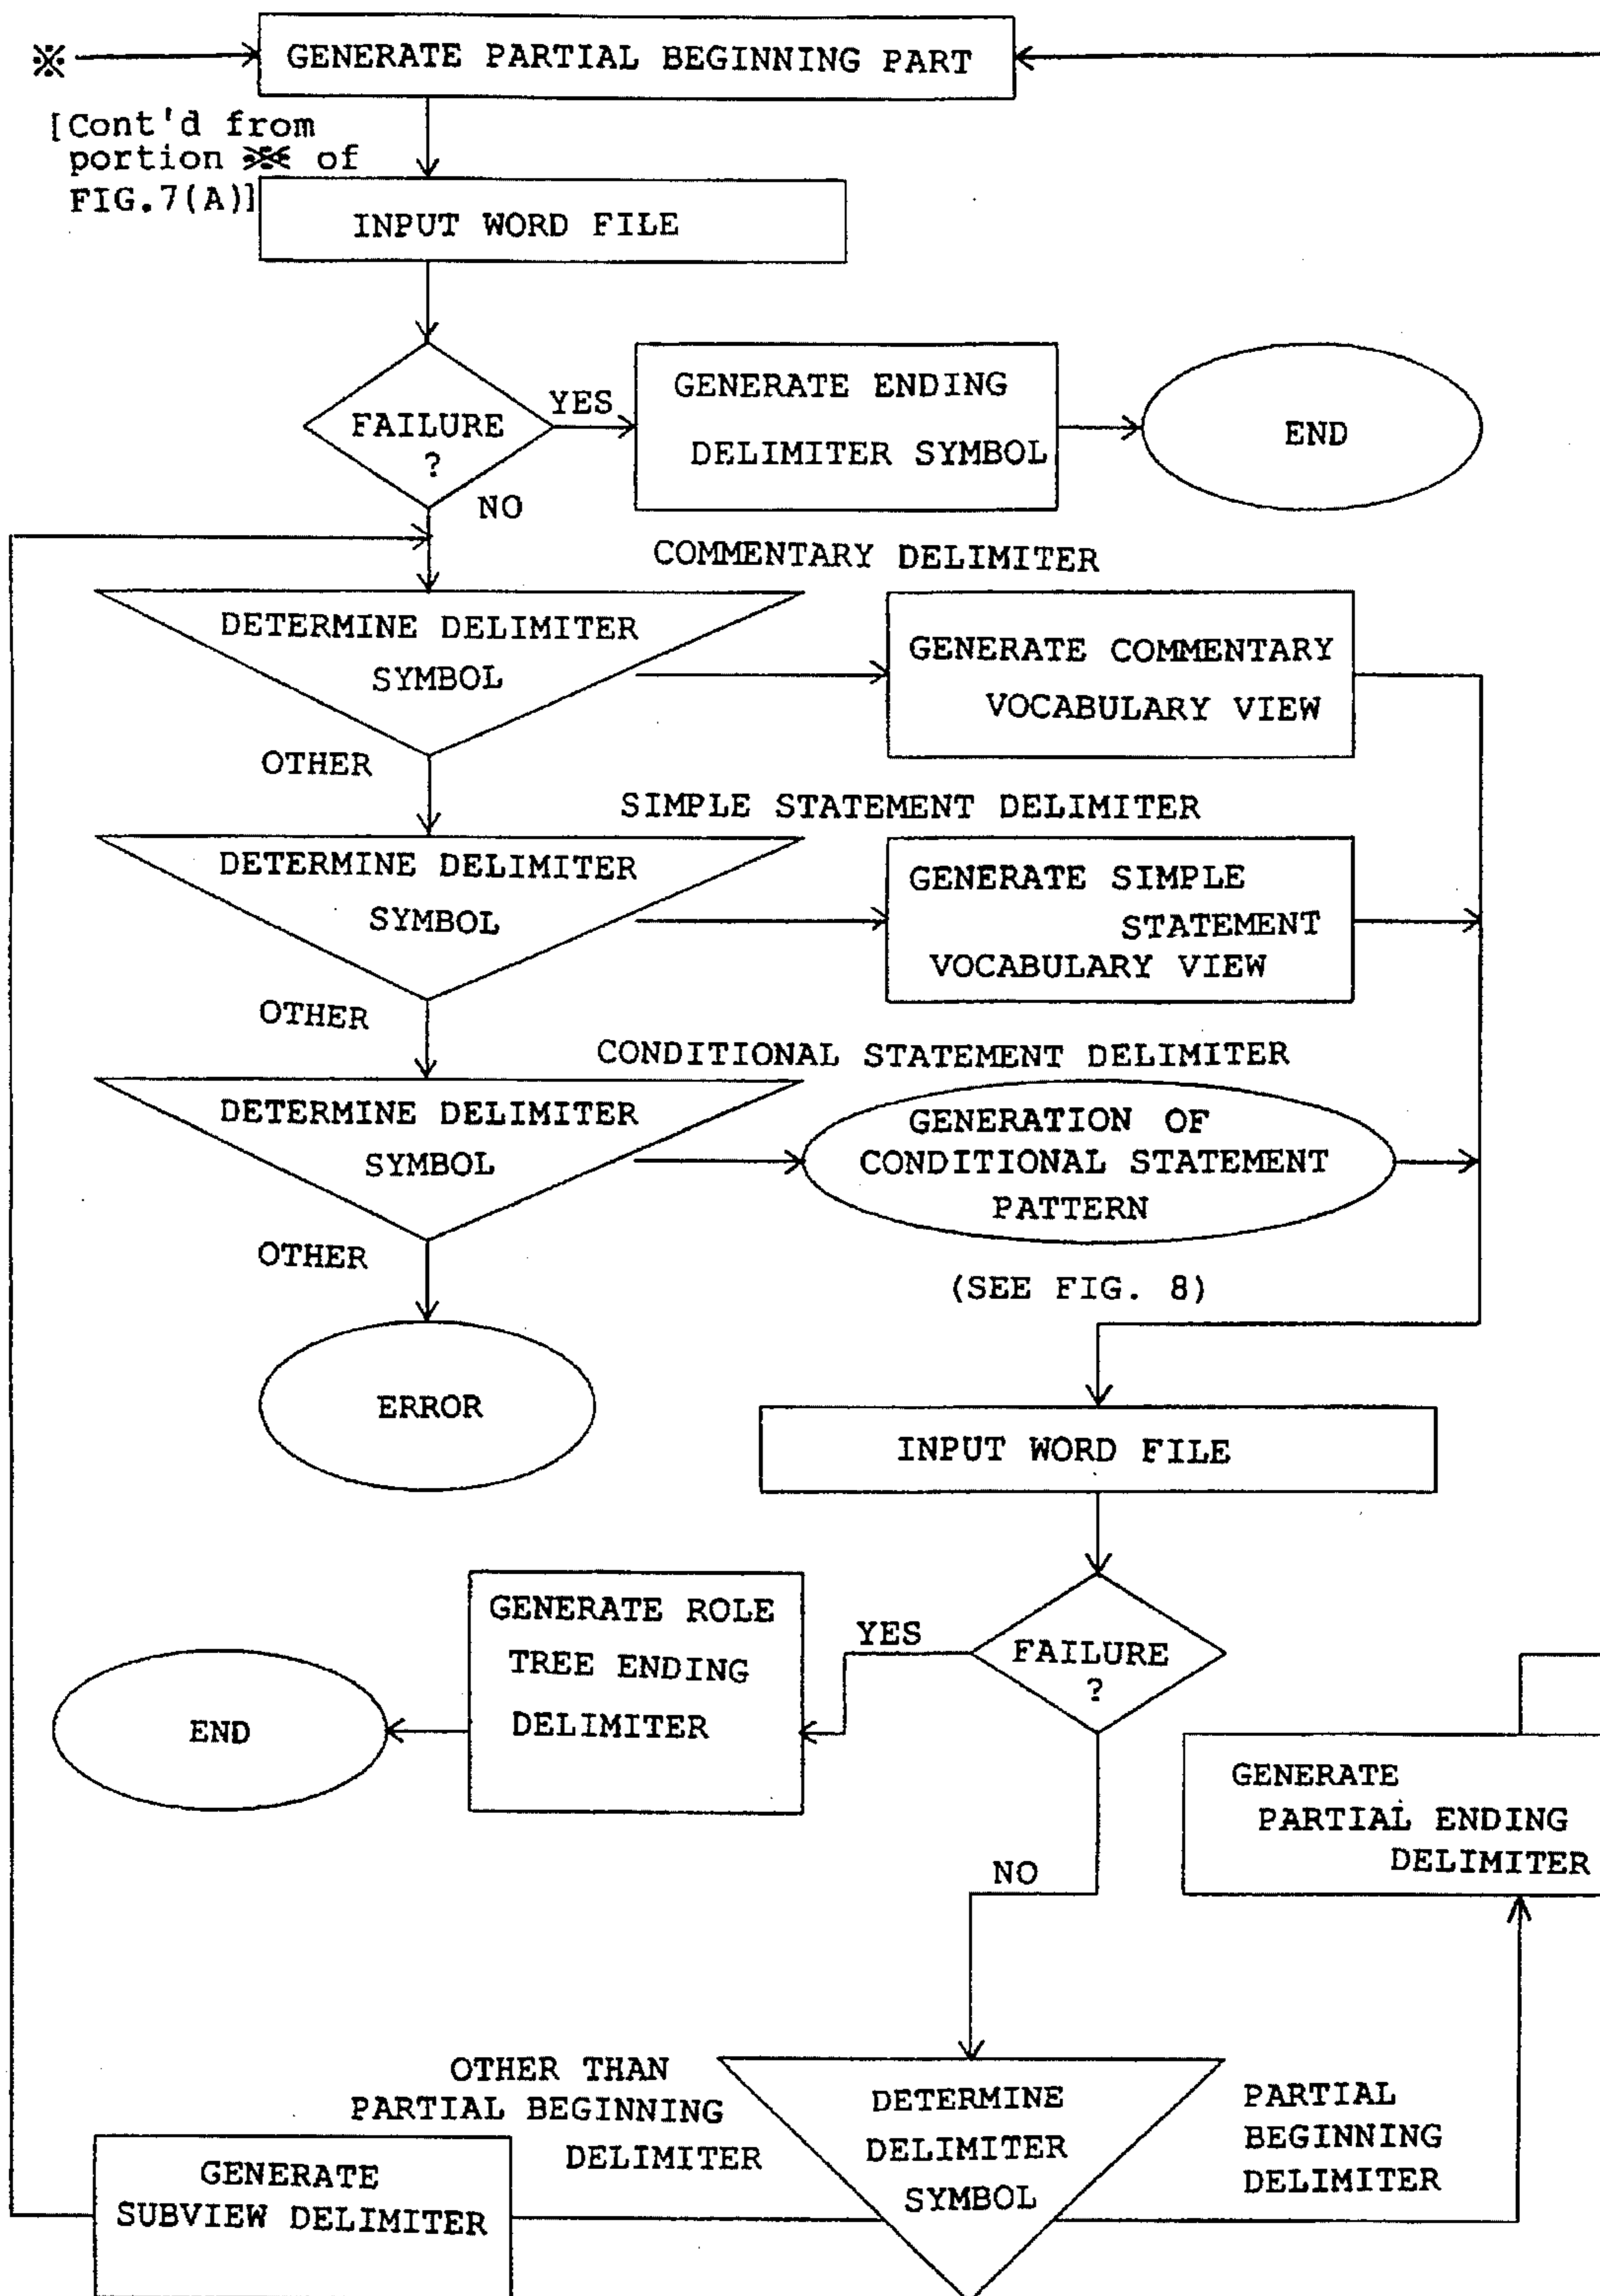 ※
GENERATE PARTIAL BEGINNING PART
[Cont'd from
portion ※ of
FIG.7(A)]
INPUT WORD FILE
FAILURE
?
YES
GENERATE ENDING
DELIMITER SYMBOL
END
NO
COMMENTARY DELIMITER
DETERMINE DELIMITER
SYMBOL
GENERATE COMMENTARY
VOCABULARY VIEW
OTHER
SIMPLE STATEMENT DELIMITER
DETERMINE DELIMITER
SYMBOL
GENERATE SIMPLE
STATEMENT
VOCABULARY VIEW
OTHER
CONDITIONAL STATEMENT DELIMITER
DETERMINE DELIMITER
SYMBOL
GENERATION OF
CONDITIONAL STATEMENT
PATTERN
OTHER
(SEE FIG. 8)
ERROR
INPUT WORD FILE
FAILURE
?
YES
GENERATE ROLE
TREE ENDING
DELIMITER
END
GENERATE
PARTIAL ENDING
DELIMITER
NO
OTHER THAN
PARTIAL BEGINNING
DELIMITER
DETERMINE
DELIMITER
SYMBOL
PARTIAL
BEGINNING
DELIMITER
GENERATE
SUBVIEW DELIMITER